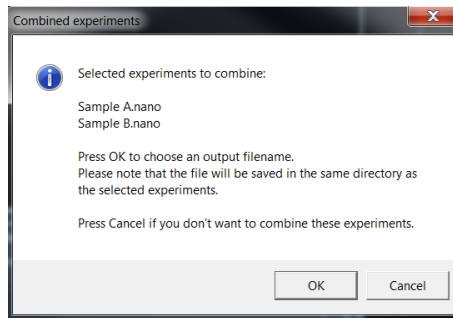 Combined experiments
Selected experiments to combine:
Sample A.nano
Sample B.nano
Press OK to choose an output filename.
Please note that the file will be saved in the same directory as
the selected experiments.
Press Cancel if you don't want to combine these experiments.
OK
Cancel